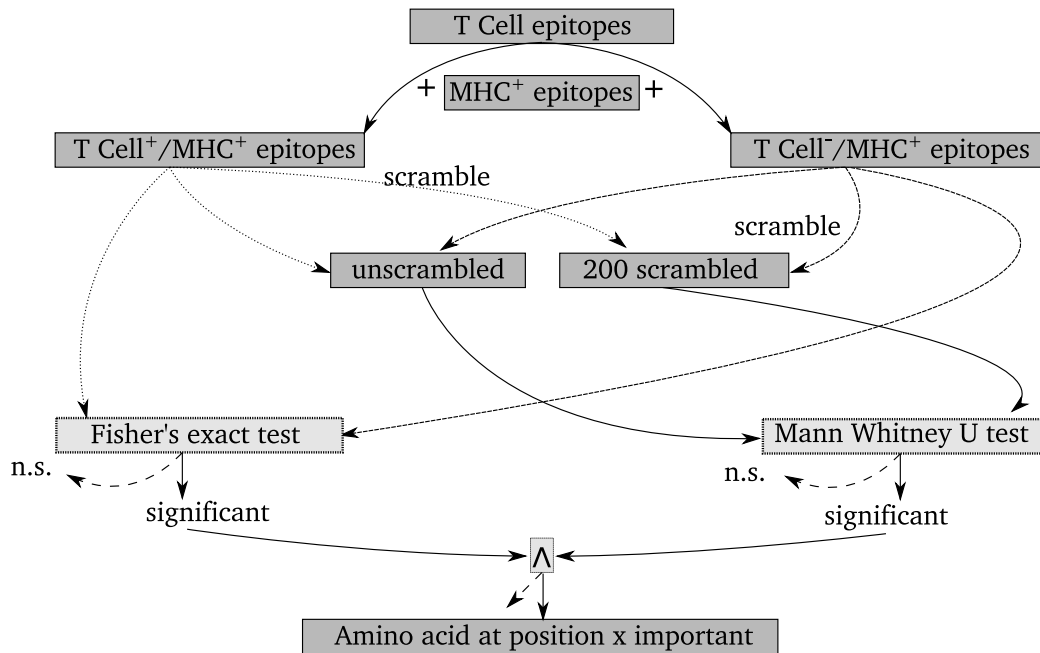 T Cell epitopes
+ MHC⁺ epitopes +
T Cell⁺/MHC⁺ epitopes
T Cell⁻/MHC⁺ epitopes
scramble
scramble
unscrambled
200 scrambled
Fisher's exact test
Mann Whitney U test
n.s.
n.s.
significant
significant
∧
Amino acid at position x important